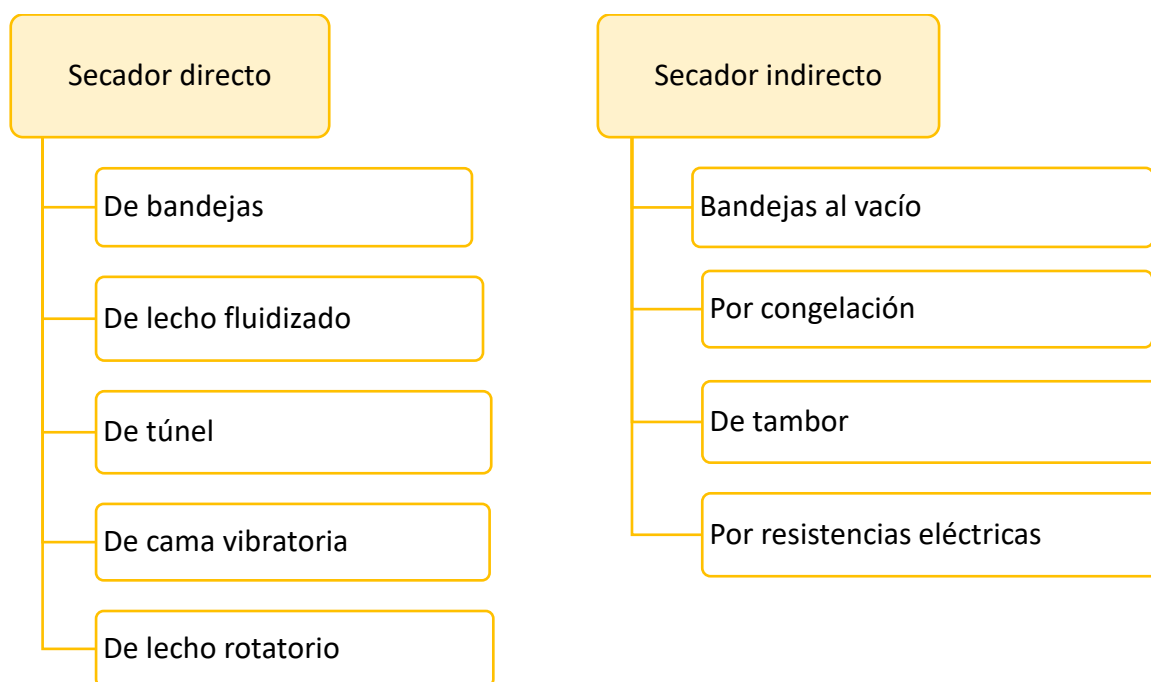 Secador directo
De bandejas
De lecho fluidizado
De túnel
De cama vibratoria
De lecho rotatorio
Secador indirecto
Bandejas al vacío
Por congelación
De tambor
Por resistencias eléctricas